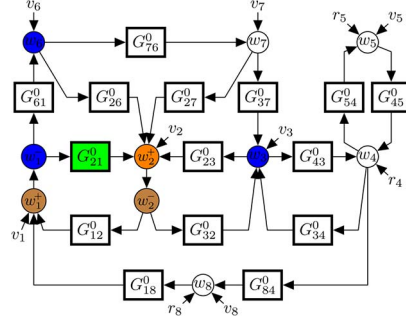 v₆ v₇
r₅ v₅
w₆ G⁰₇₆ w₇ w₅
G⁰₆₁ G⁰₂₆ G⁰₂₇ G⁰₃₇ G⁰₅₄ G⁰₄₅
v₂ v₃
w₁⁻ G⁰₂₁ w₂⁺ G⁰₂₃ w₃ G⁰₄₃ w₄
r₄
w₁⁺ w₂⁻
v₁ G⁰₁₂ G⁰₃₂ G⁰₃₄
G⁰₁₈ w₈ G⁰₈₄
r₈ v₈